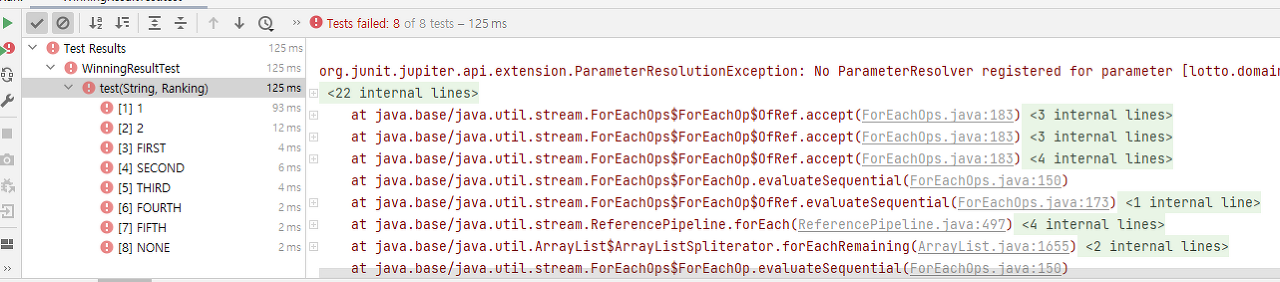 Tests failed: 8 of 8 tests – 125 ms
Test Results 125 ms
WinningResultTest 125 ms
test(String, Ranking) 125 ms
[1] 1 93 ms
[2] 2 12 ms
[3] FIRST 4 ms
[4] SECOND 6 ms
[5] THIRD 4 ms
[6] FOURTH 2 ms
[7] FIFTH 2 ms
[8] NONE 2 ms
org.junit.jupiter.api.extension.ParameterResolutionException: No ParameterResolver registered for parameter [lotto.domain
<22 internal lines>
at java.base/java.util.stream.ForEachOps$ForEachOp$OfRef.accept(ForEachOps.java:183) <3 internal lines>
at java.base/java.util.stream.ForEachOps$ForEachOp$OfRef.accept(ForEachOps.java:183) <3 internal lines>
at java.base/java.util.stream.ForEachOps$ForEachOp$OfRef.accept(ForEachOps.java:183) <4 internal lines>
at java.base/java.util.stream.ForEachOps$ForEachOp.evaluateSequential(ForEachOps.java:150)
at java.base/java.util.stream.ForEachOps$ForEachOp$OfRef.evaluateSequential(ForEachOps.java:173) <1 internal line>
at java.base/java.util.stream.ReferencePipeline.forEach(ReferencePipeline.java:497) <4 internal lines>
at java.base/java.util.ArrayList$ArrayListSpliterator.forEachRemaining(ArrayList.java:1655) <2 internal lines>
at java.base/java.util.stream.ForEachOps$ForEachOp.evaluateSequential(ForEachOps.java:150)